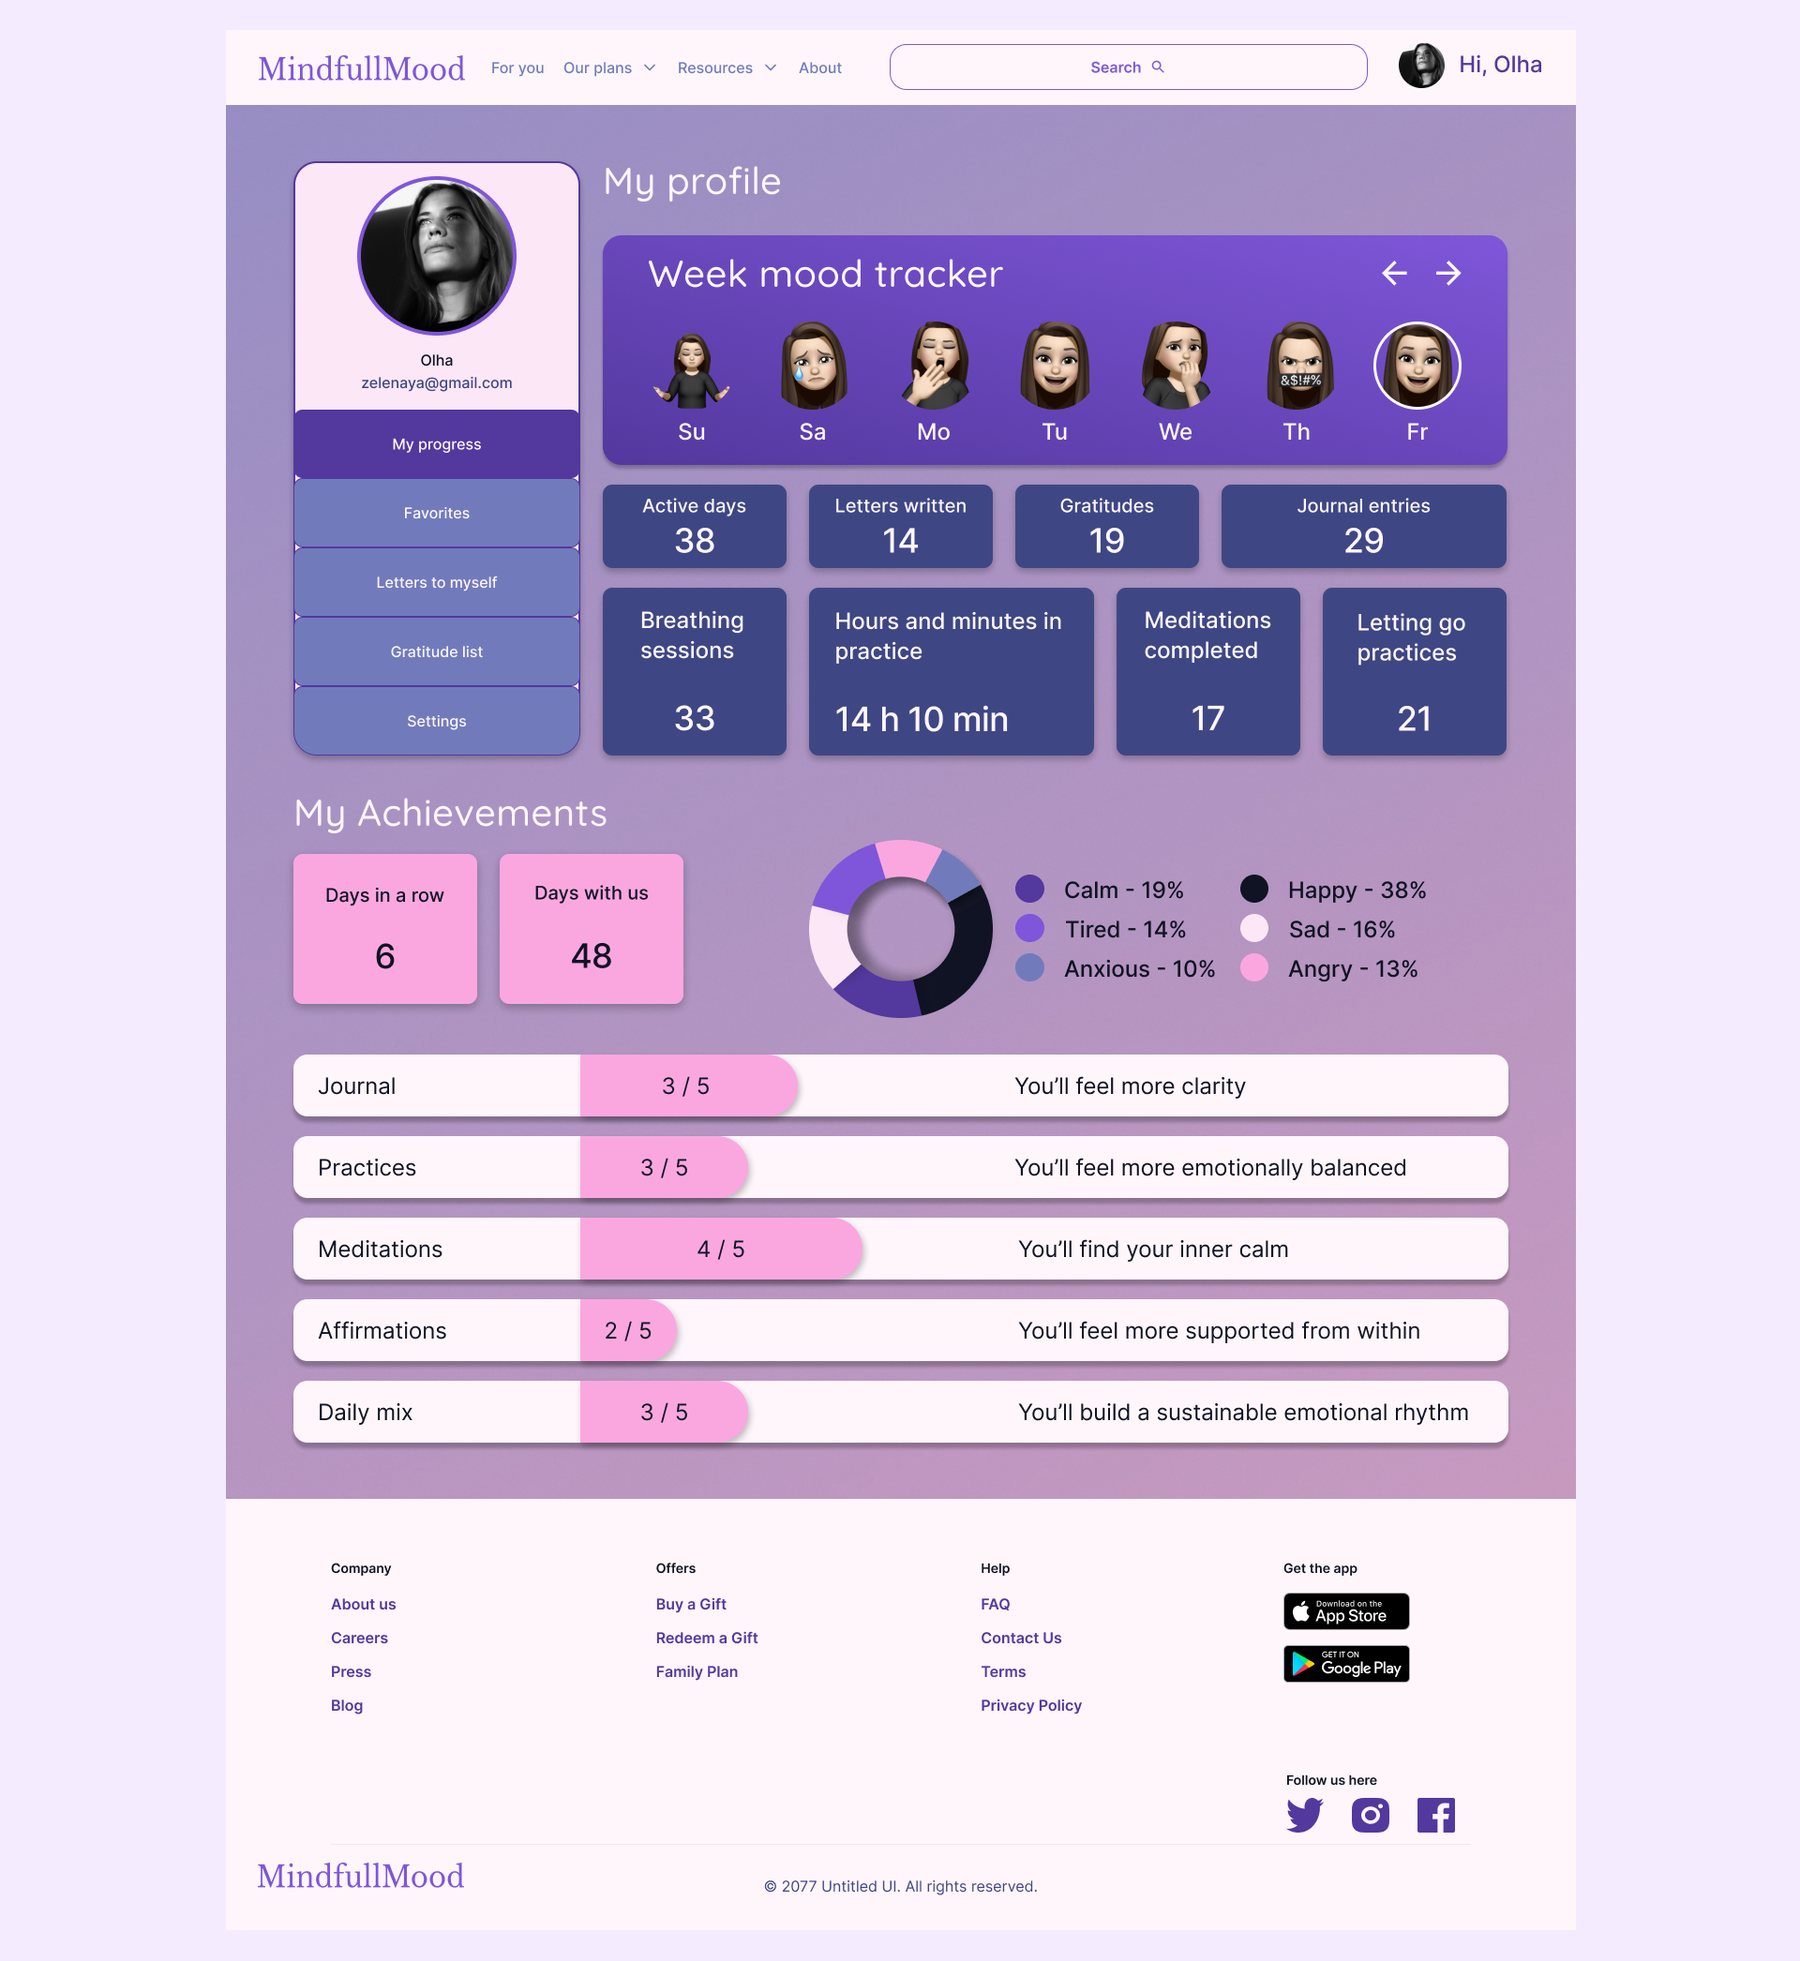 MindfullMood
For you
Our plans
Resources
About
Search
Hi, Olha
Olha
zelenaya@gmail.com
My progress
Favorites
Letters to myself
Gratitude list
Settings
My profile
Week mood tracker
&$!#%
Su
Sa
Mo
Tu
We
Th
Fr
Active days
38
Letters written
14
Gratitudes
19
Journal entries
29
Breathing
sessions
33
Hours and minutes in
practice
14 h 10 min
Meditations
completed
17
Letting go
practices
21
My Achievements
Days in a row
6
Days with us
48
Calm - 19%
Tired - 14%
Anxious - 10%
Happy - 38%
Sad - 16%
Angry - 13%
Journal
3 / 5
You’ll feel more clarity
Practices
3 / 5
You’ll feel more emotionally balanced
Meditations
4 / 5
You’ll find your inner calm
Affirmations
2 / 5
You’ll feel more supported from within
Daily mix
3 / 5
You’ll build a sustainable emotional rhythm
Company
About us
Careers
Press
Blog
Offers
Buy a Gift
Redeem a Gift
Family Plan
Help
FAQ
Contact Us
Terms
Privacy Policy
Get the app
Download on the
App Store
GET IT ON
Google Play
Follow us here
MindfullMood
© 2077 Untitled UI. All rights reserved.